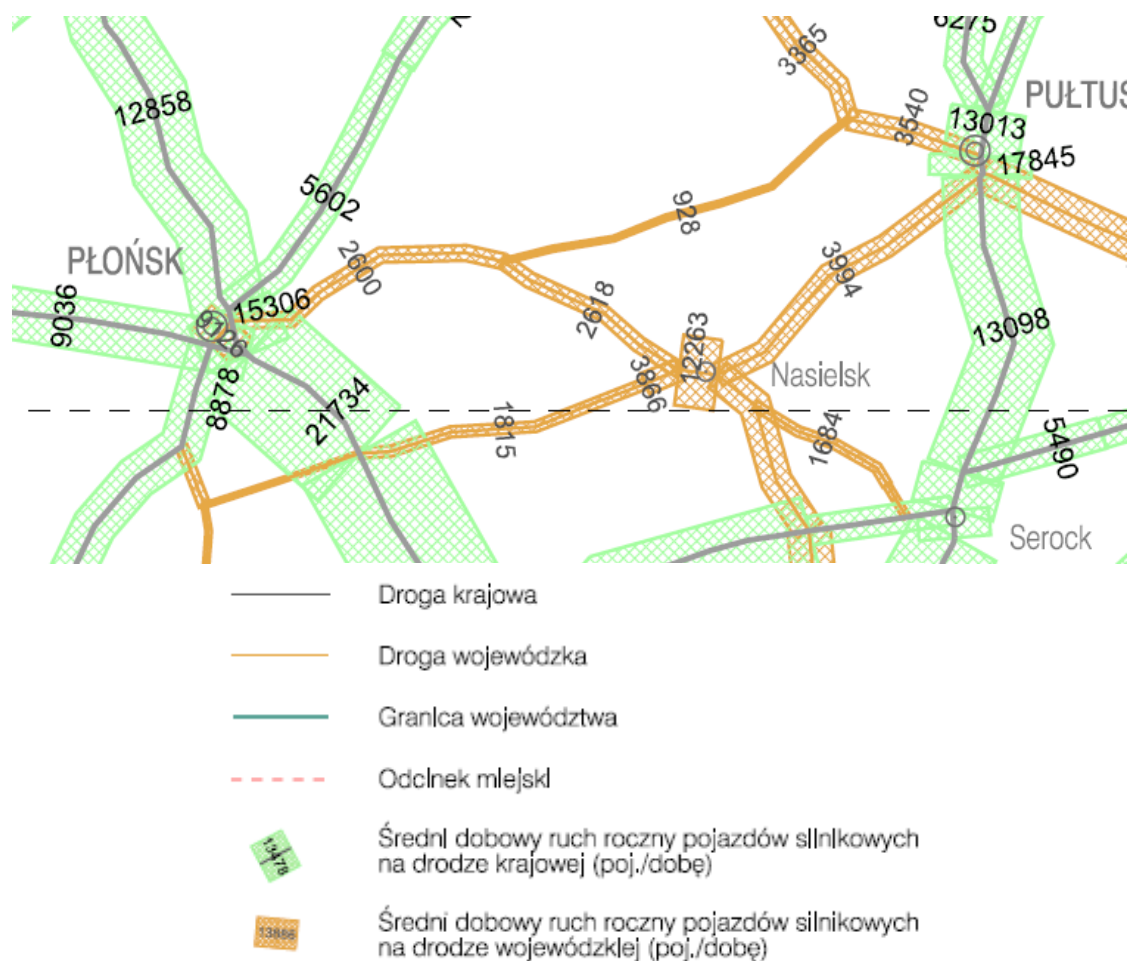 6275
3365
PUŁTUS
12858
3540
13013
17845
5602
928
PŁOŃSK
2600
3994
15306
9036
9126
2618
13098
12263
Nasielsk
3866
8878
21734
1815
1684
5490
Serock
Droga krajowa
Droga wojewódzka
Granica województwa
Odcinek miejski
13478
Średni dobowy ruch roczny pojazdów silnikowych
na drodze krajowej (poj./dobę)
13886
Średni dobowy ruch roczny pojazdów silnikowych
na drodze wojewódzkiej (poj./dobę)